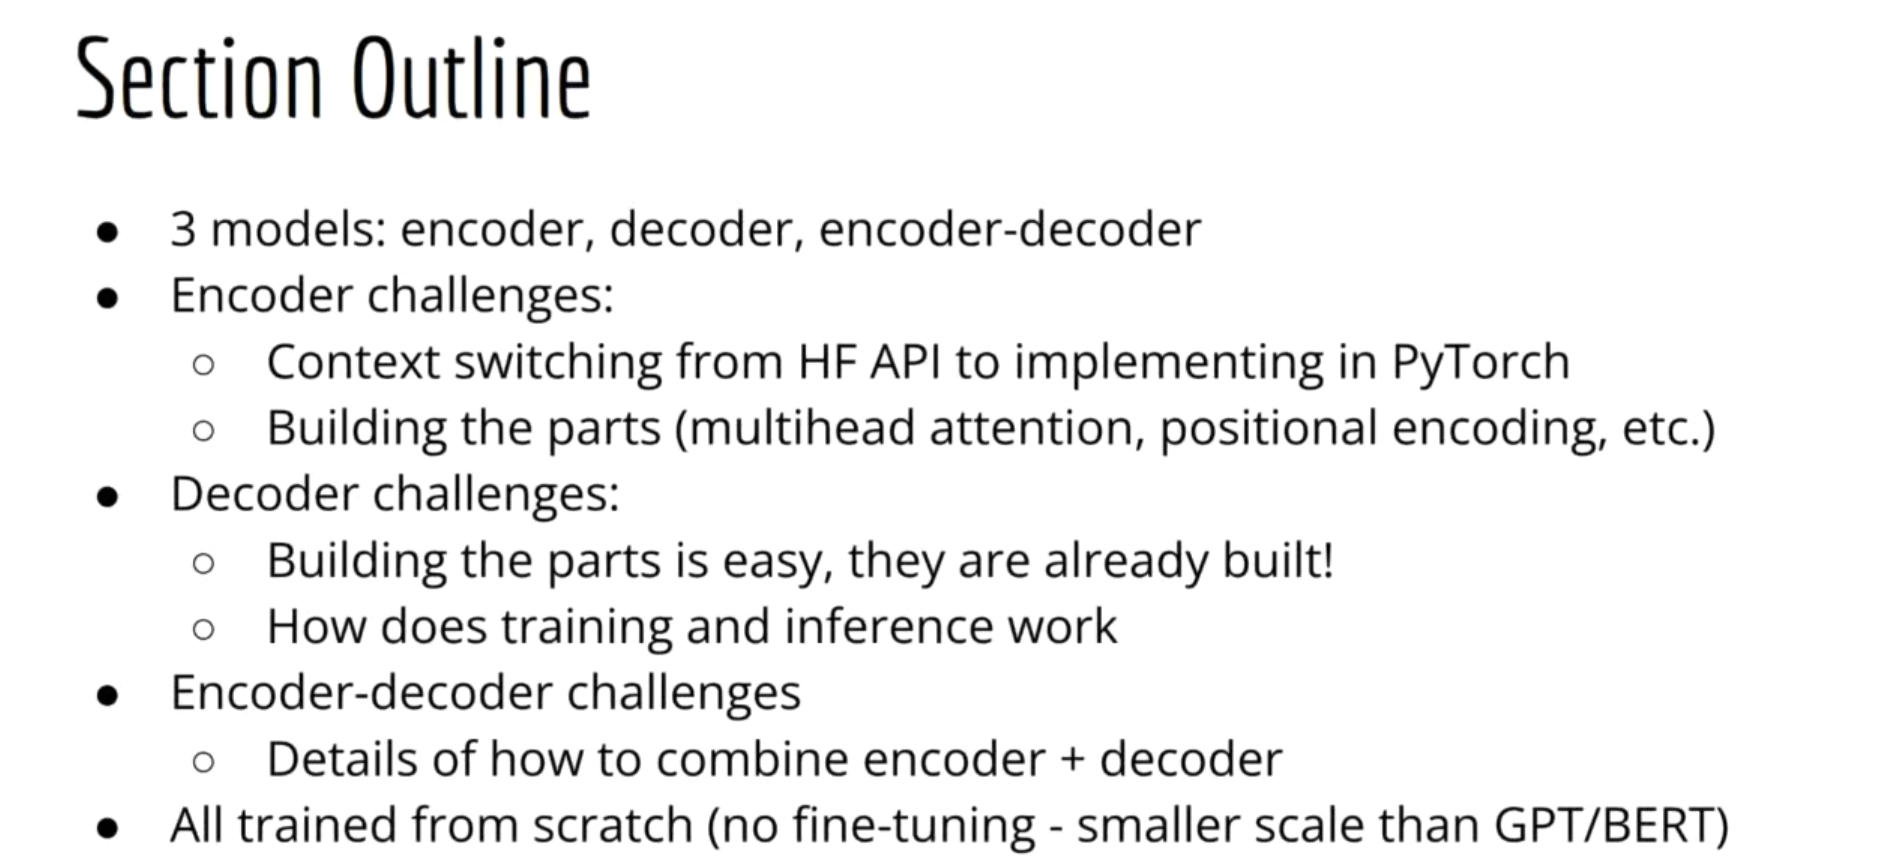 Section Outline
● 3 models: encoder, decoder, encoder-decoder
● Encoder challenges:
○ Context switching from HF API to implementing in PyTorch
○ Building the parts (multihead attention, positional encoding, etc.)
● Decoder challenges:
○ Building the parts is easy, they are already built!
○ How does training and inference work
● Encoder-decoder challenges
○ Details of how to combine encoder + decoder
● All trained from scratch (no fine-tuning - smaller scale than GPT/BERT)